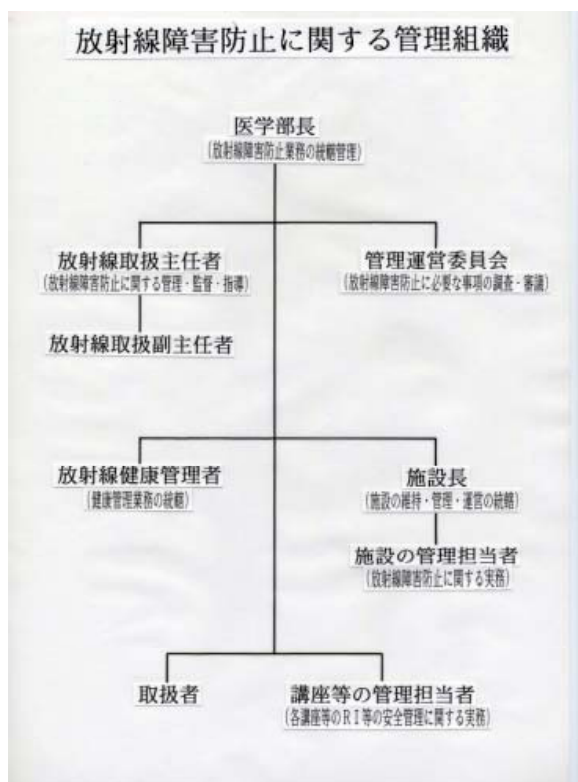 放射線障害防止に関する管理組織
医学部長
(放射線障害防止業務の統轄管理)
放射線取扱主任者
(放射線障害防止に関する管理・監督・指導)
放射線取扱副主任者
管理運営委員会
(放射線障害防止に必要な事項の調査・審議)
放射線健康管理者
(健康管理業務の統轄)
施設長
(施設の維持・管理・運営の統轄)
施設の管理担当者
(放射線障害防止に関する実務)
取扱者
講座等の管理担当者
(各講座等のRI等の安全管理に関する実務)